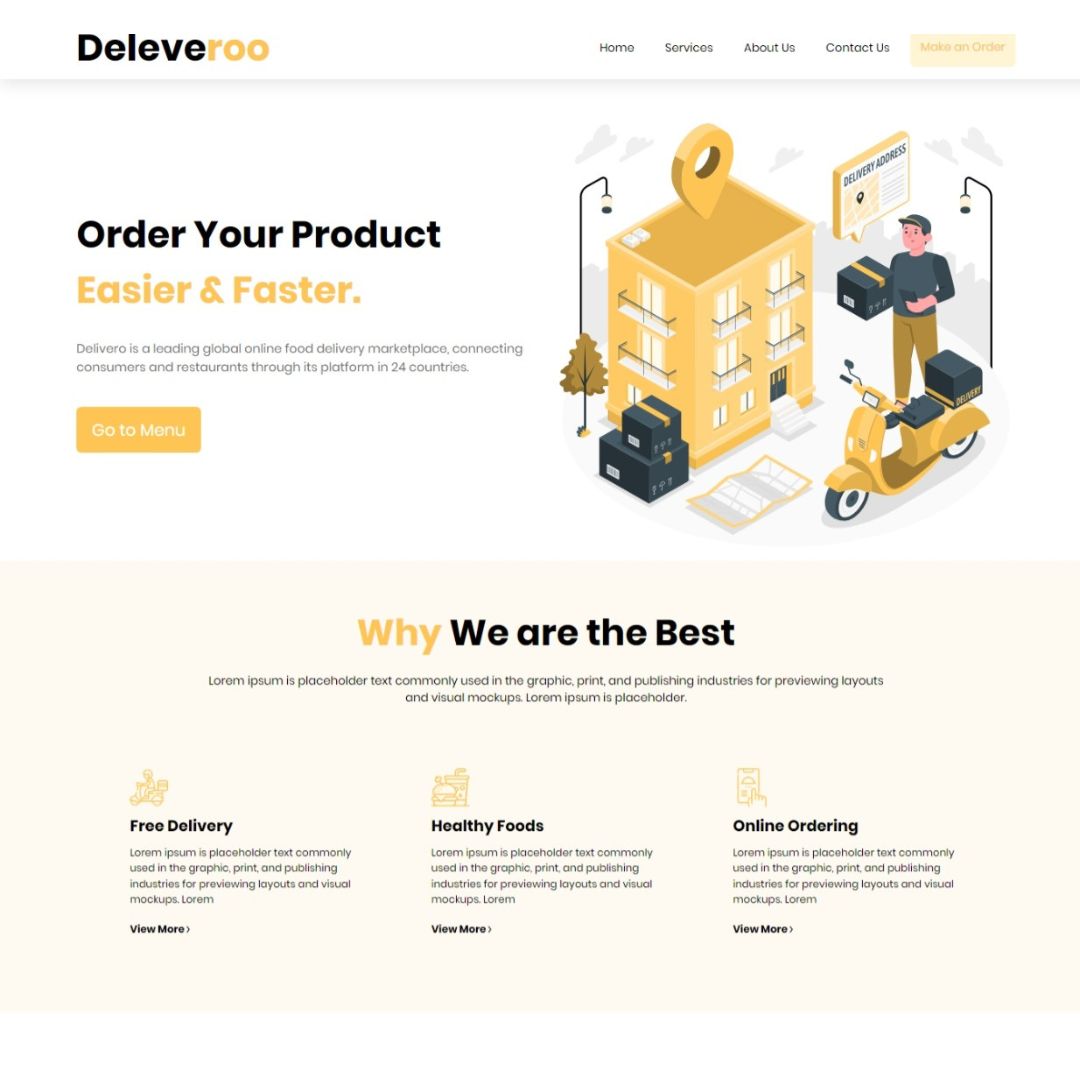 Deleveroo
Home
Services
About Us
Contact Us
Make an Order
DELIVERY ADDRESS
Order Your Product
Easier & Faster.
Delivero is a leading global online food delivery marketplace, connecting
consumers and restaurants through its platform in 24 countries.
Go to Menu
DELIVERY
Why We are the Best
Lorem ipsum is placeholder text commonly used in the graphic, print, and publishing industries for previewing layouts
and visual mockups. Lorem ipsum is placeholder.
Free Delivery
Lorem ipsum is placeholder text commonly
used in the graphic, print, and publishing
industries for previewing layouts and visual
mockups. Lorem
View More ›
Healthy Foods
Lorem ipsum is placeholder text commonly
used in the graphic, print, and publishing
industries for previewing layouts and visual
mockups. Lorem
View More ›
Online Ordering
Lorem ipsum is placeholder text commonly
used in the graphic, print, and publishing
industries for previewing layouts and visual
mockups. Lorem
View More ›